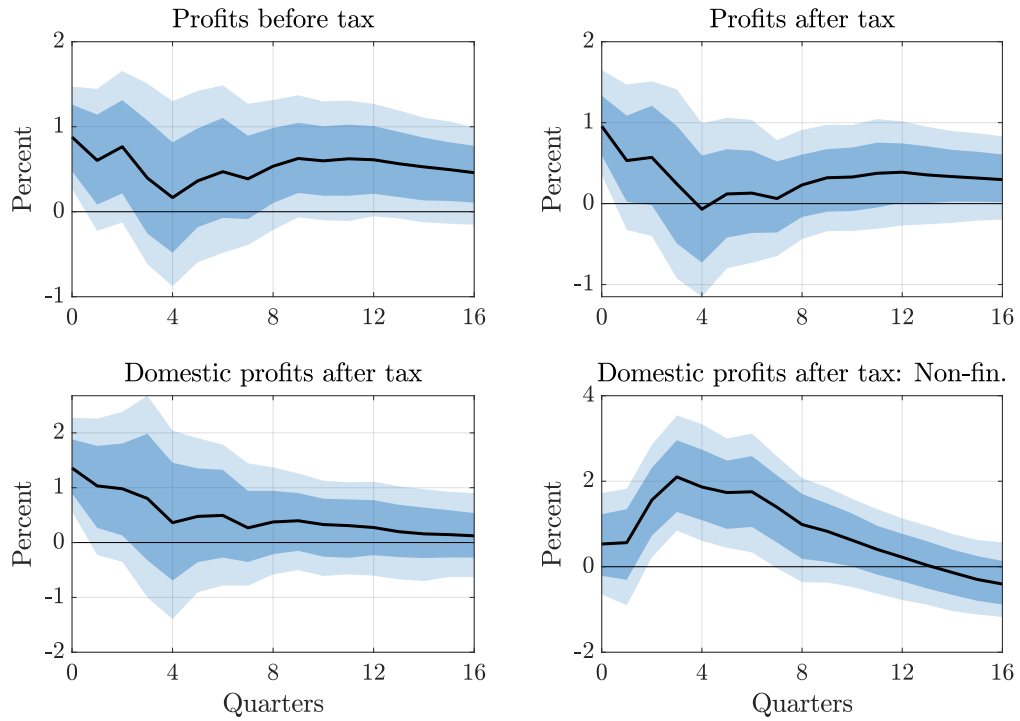 Profits before tax
2
1
0
-1
Percent
0 4 8 12 16
Profits after tax
2
1
0
-1
Percent
0 4 8 12 16
Domestic profits after tax
2
1
0
-1
-2
Percent
0 4 8 12 16
Quarters
Domestic profits after tax: Non-fin.
4
2
0
-2
Percent
0 4 8 12 16
Quarters